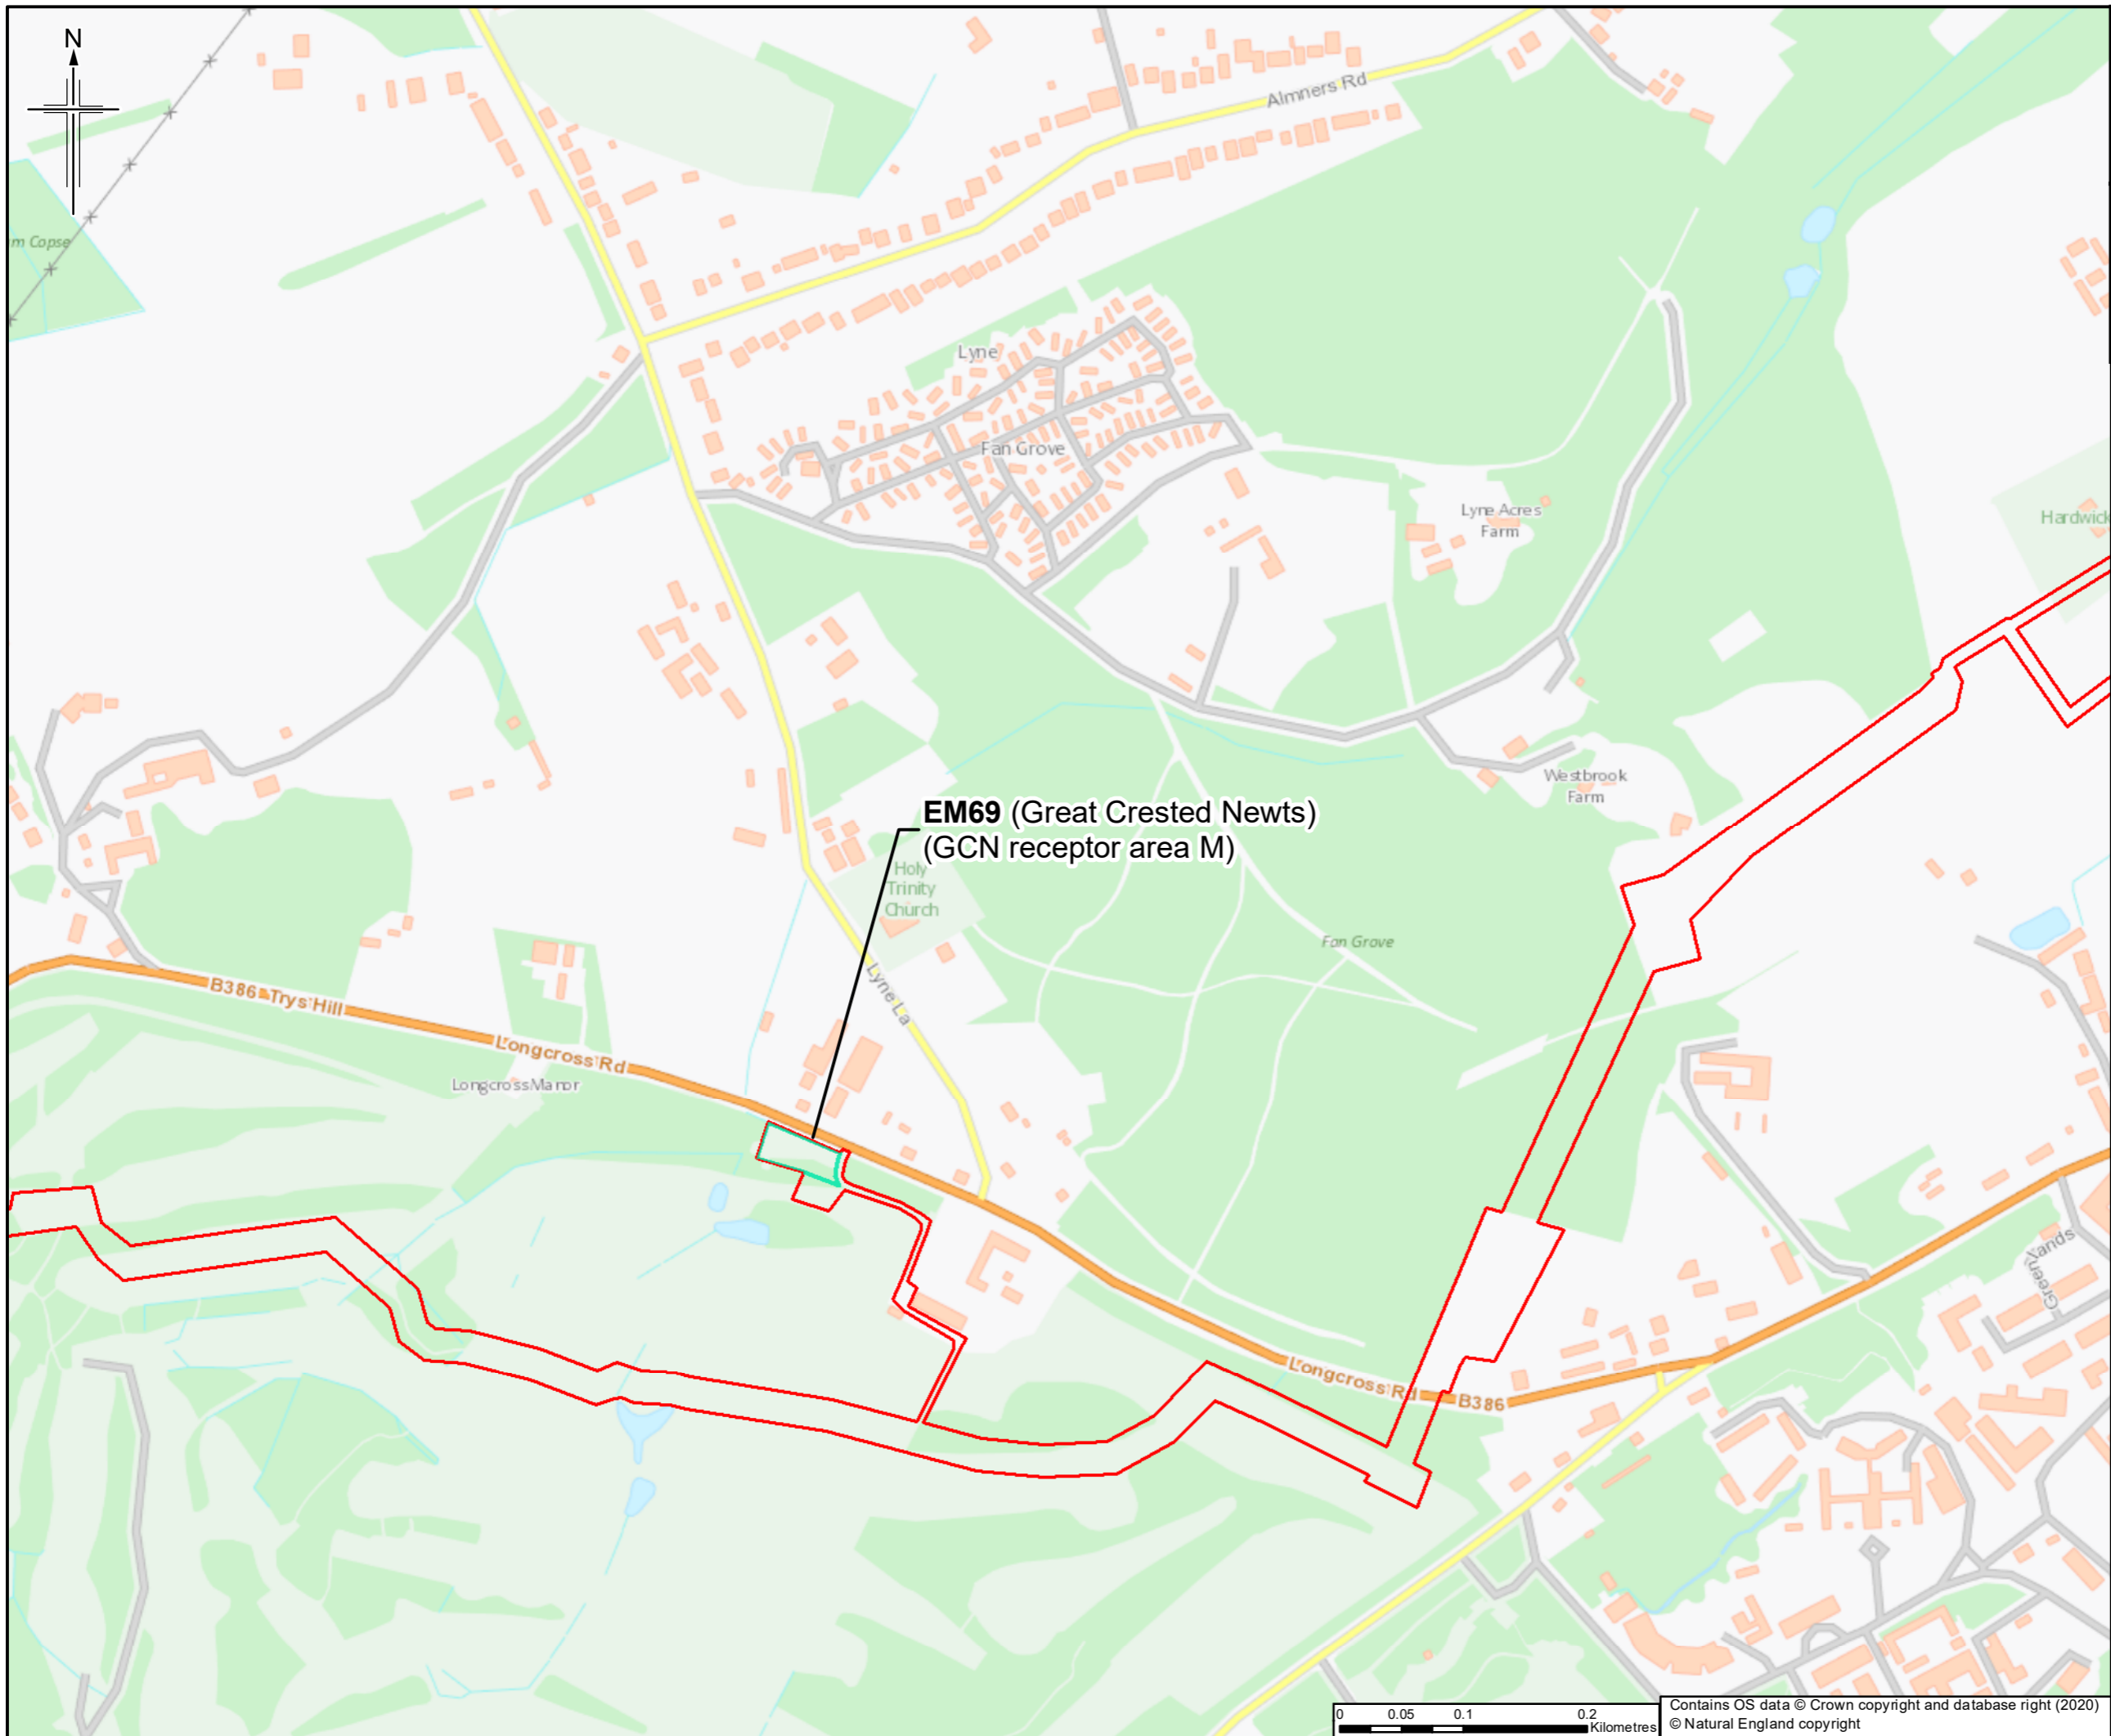 N
Almners Rd
m Copse
Lyne
Fan Grove
Lyne Acres
Farm
Hardwick
Westbrook
Farm
EM69 (Great Crested Newts)
(GCN receptor area M)
Holy
Trinity
Church
Fan Grove
Lyne La
B386 Trys Hill
Longcross Rd
Longcross Manor
Greenlands
Longcross Rd
B386
0 0.05 0.1 0.2
Kilometres
Contains OS data © Crown copyright and database right (2020)
© Natural England copyright